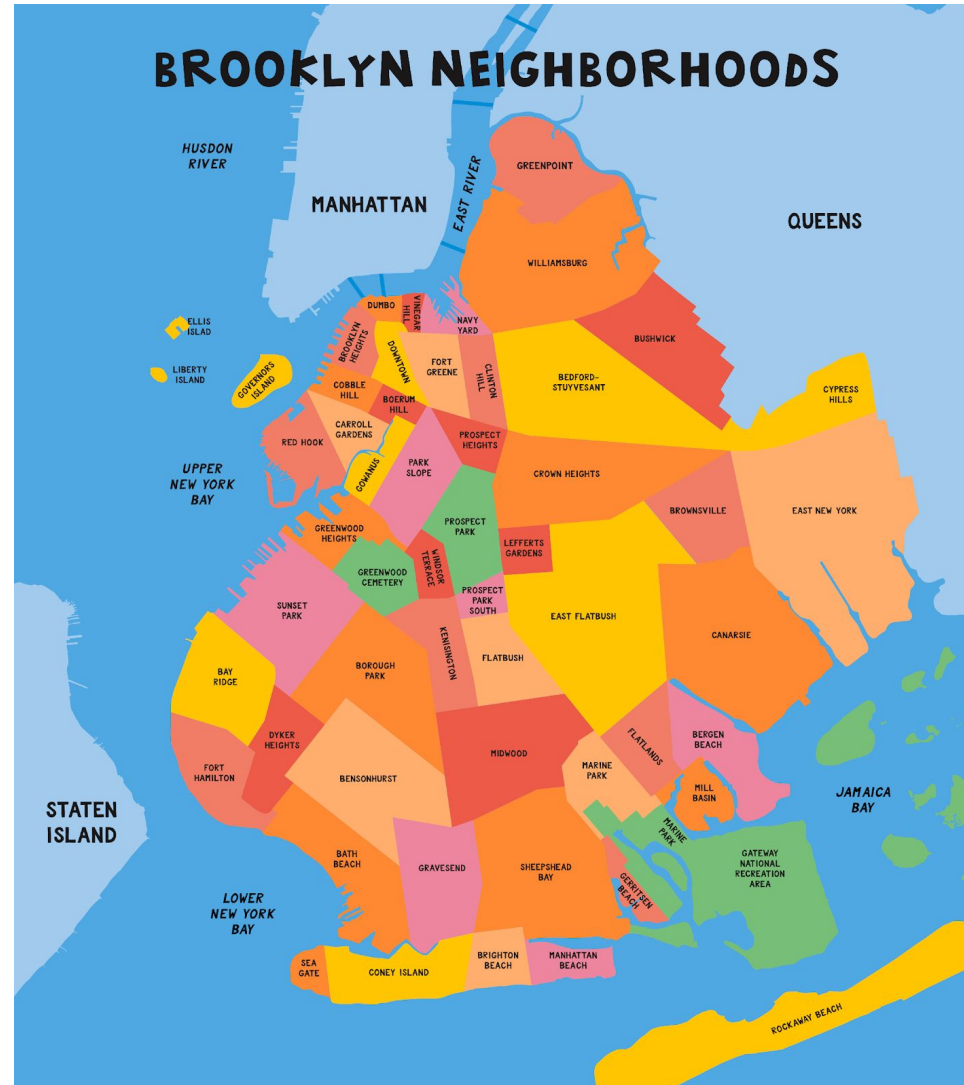 BROOKLYN NEIGHBORHOODS
HUSDON
RIVER
MANHATTAN
EAST RIVER
QUEENS
GREENPOINT
WILLIAMSBURG
BUSHWICK
DUMBO
VINEGAR
HILL
NAVY
YARD
ELLIS
ISLAD
LIBERTY
ISLAND
GOVERNORS
ISLAND
BROOKLYN
HEIGHTS
DOWNTOWN
FORT
GREENE
CLINTON
HILL
BEDFORD-
STUYVESANT
CYPRESS
HILLS
COBBLE
HILL
BOERUM
HILL
CARROLL
GARDENS
RED HOOK
GOWANUS
PARK
SLOPE
PROSPECT
HEIGHTS
CROWN HEIGHTS
BROWNSVILLE
EAST NEW YORK
UPPER
NEW YORK
BAY
GREENWOOD
HEIGHTS
PROSPECT
PARK
LEFFERTS
GARDENS
GREENWOOD
CEMETERY
WINDSOR
TERRACE
PROSPECT
PARK
SOUTH
SUNSET
PARK
EAST FLATBUSH
CANARSIE
KENISINGTON
FLATBUSH
BOROUGH
PARK
BAY
RIDGE
DYKER
HEIGHTS
FORT
HAMILTON
BENSONHURST
MIDWOOD
FLATLANDS
BERGEN
BEACH
MARINE
PARK
MILL
BASIN
JAMAICA
BAY
STATEN
ISLAND
MARINE
PARK
BATH
BEACH
GRAVESEND
SHEEPSHEAD
BAY
GERRITSEN
BEACH
GATEWAY
NATIONAL
RECREATION
AREA
LOWER
NEW YORK
BAY
SEA
GATE
CONEY ISLAND
BRIGHTON
BEACH
MANHATTAN
BEACH
ROCKAWAY BEACH